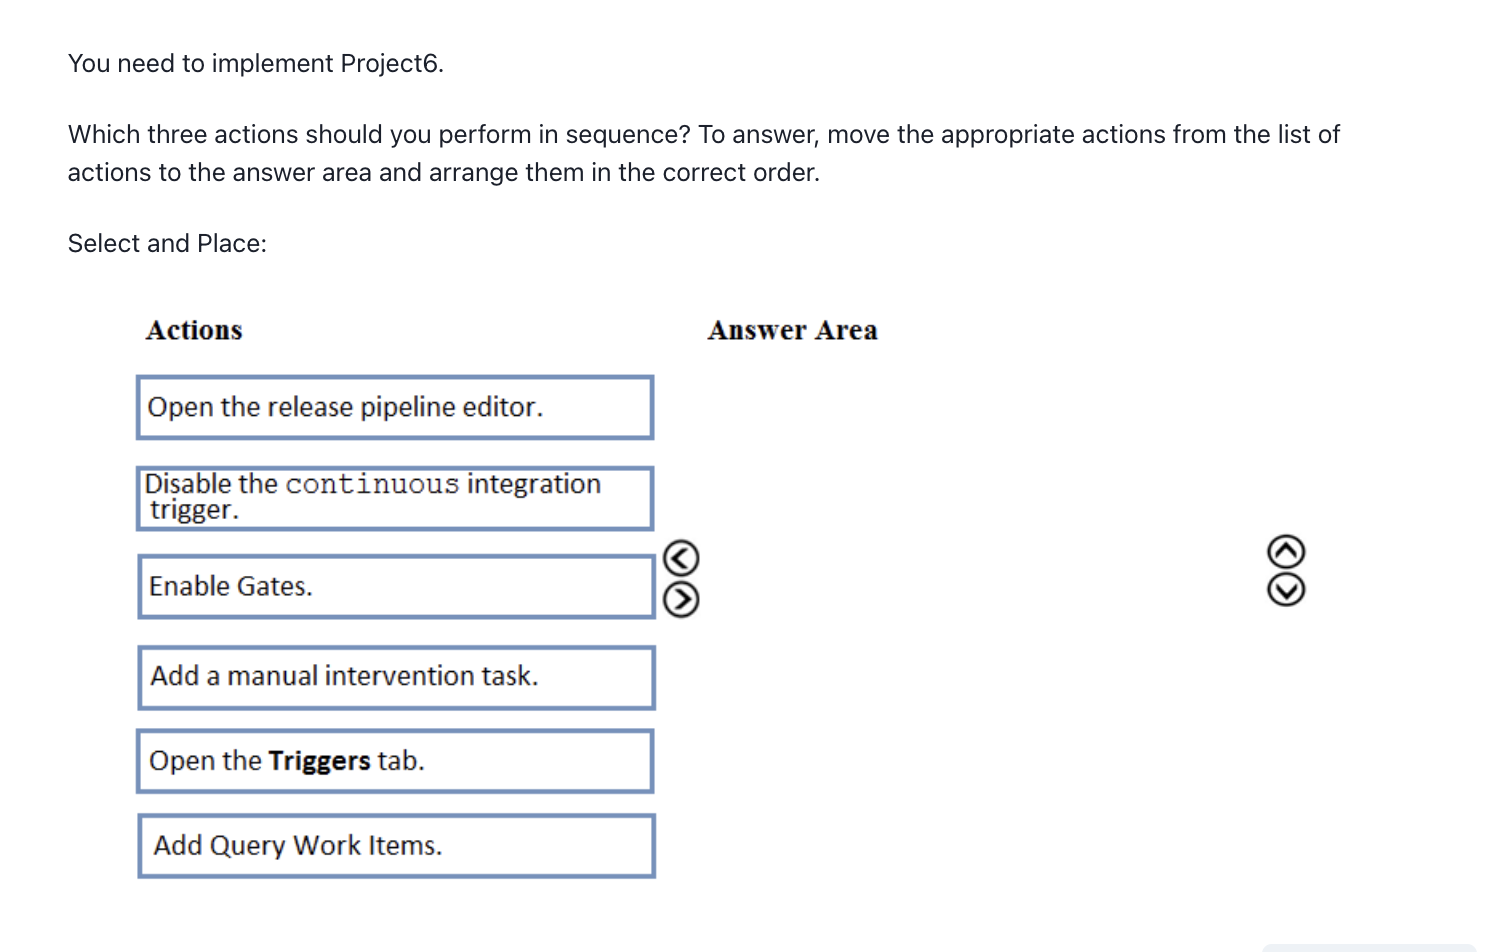 You need to implement Project6.
Which three actions should you perform in sequence? To answer, move the appropriate actions from the list of
actions to the answer area and arrange them in the correct order.
Select and Place:
Actions
Answer Area
Open the release pipeline editor.
Disable the continuous integration
trigger.
Enable Gates.
Add a manual intervention task.
Open the Triggers tab.
Add Query Work Items.